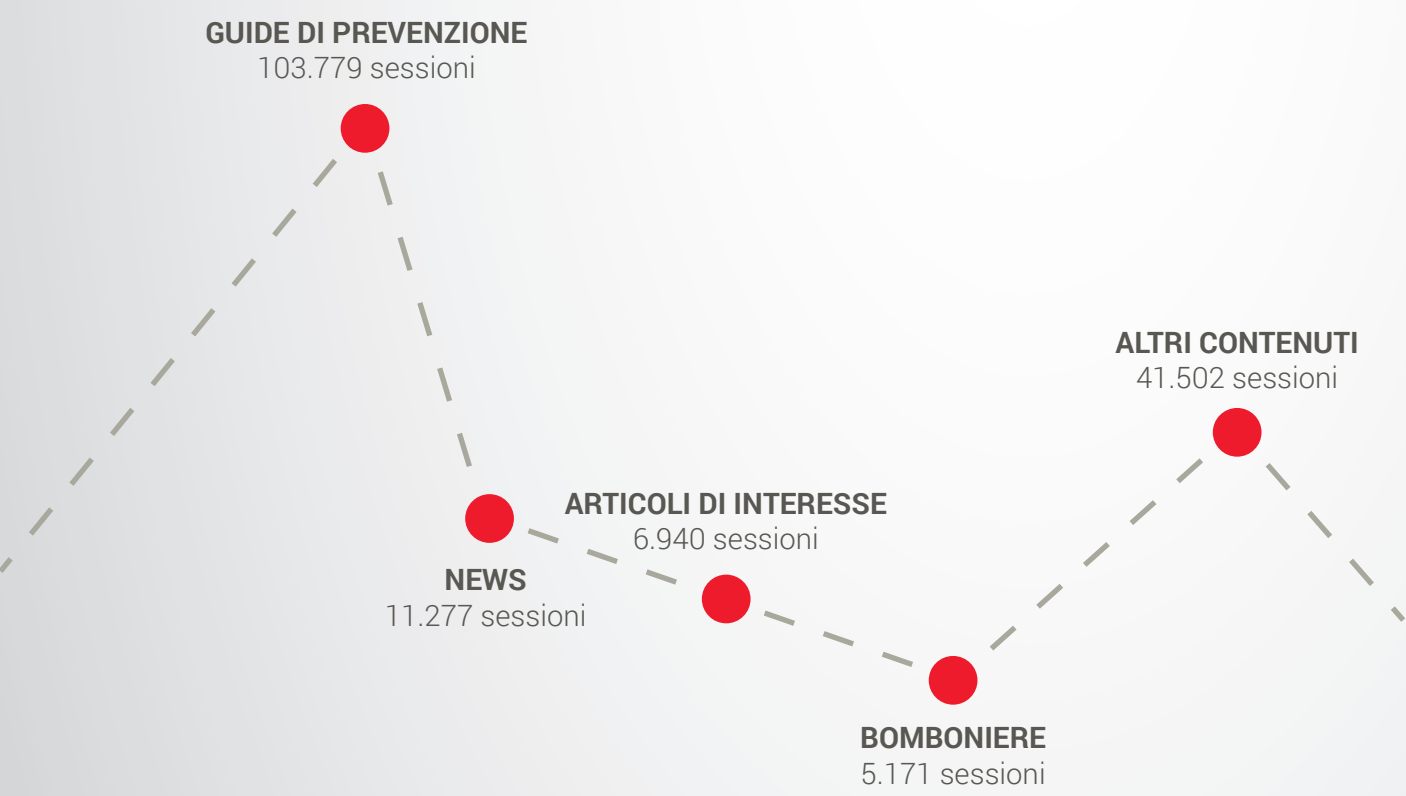 GUIDE DI PREVENZIONE
103.779 sessioni
NEWS
11.277 sessioni
ARTICOLI DI INTERESSE
6.940 sessioni
BOMBONIERE
5.171 sessioni
ALTRI CONTENUTI
41.502 sessioni